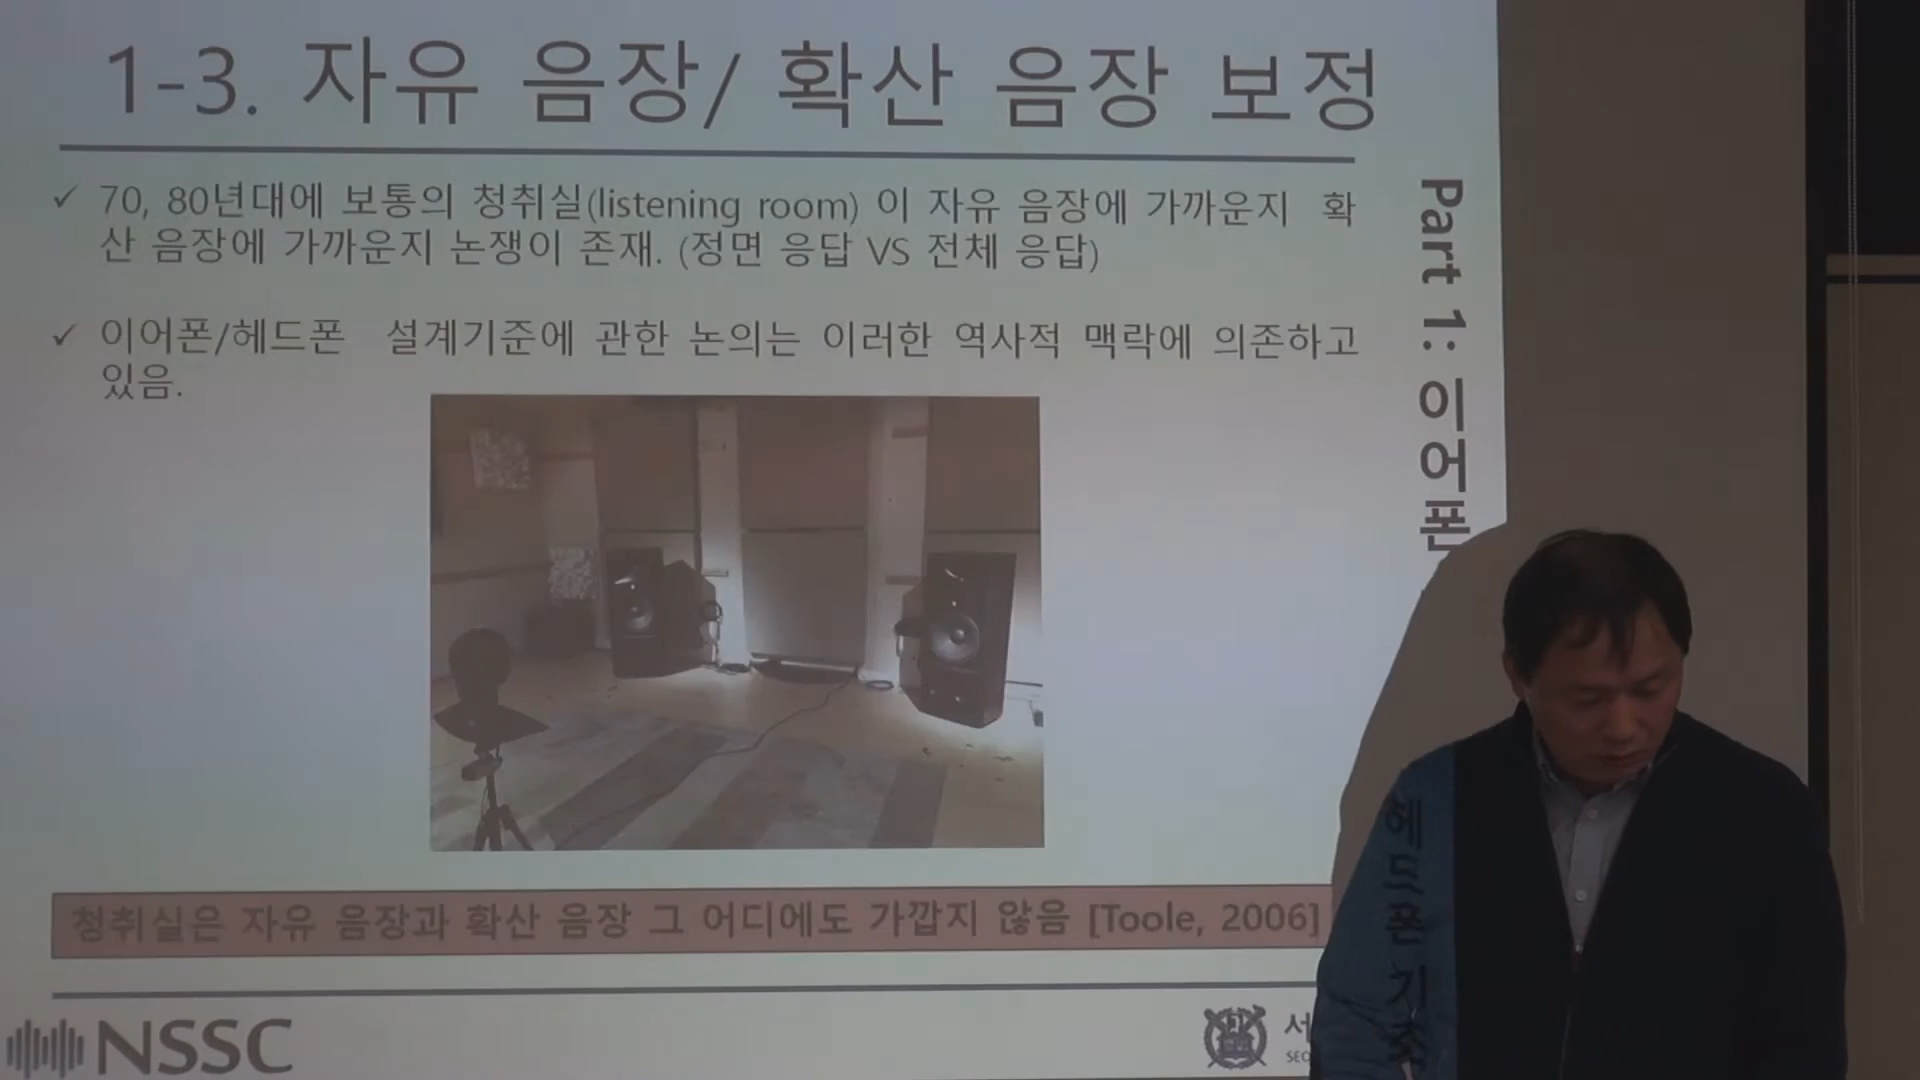 1-3. 자유 음장/ 확산 음장 보정
✓ 70, 80년대에 보통의 청취실(listening room) 이 자유 음장에 가까운지 확
산 음장에 가까운지 논쟁이 존재. (정면 응답 VS 전체 응답)
✓ 이어폰/헤드폰 설계기준에 관한 논의는 이러한 역사적 맥락에 의존하고
있음.
청취실은 자유 음장과 확산 음장 그 어디에도 가깝지 않음 [Toole, 2006]
NSSC
Part 1: 이어폰
헤드폰